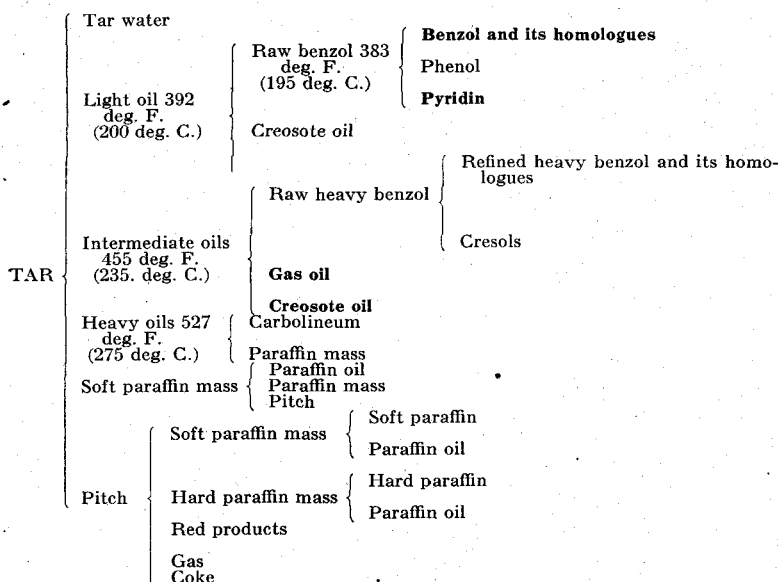 Tar water
Benzol and its homologues
Raw benzol 383
deg. F.
(195 deg. C.)
Phenol
Pyridin
Light oil 392
deg. F.
(200 deg. C.)
Creosote oil
Refined heavy benzol and its homo-
logues
Raw heavy benzol
Cresols
Intermediate oils
455 deg. F.
(235. deg. C.)
TAR
Gas oil
Creosote oil
Heavy oils 527
deg. F.
(275 deg. C.)
Carbolineum
Paraffin mass
Soft paraffin mass
Paraffin oil
Paraffin mass
Pitch
Soft paraffin mass
Soft paraffin
Paraffin oil
Pitch
Hard paraffin mass
Hard paraffin
Paraffin oil
Red products
Gas
Coke